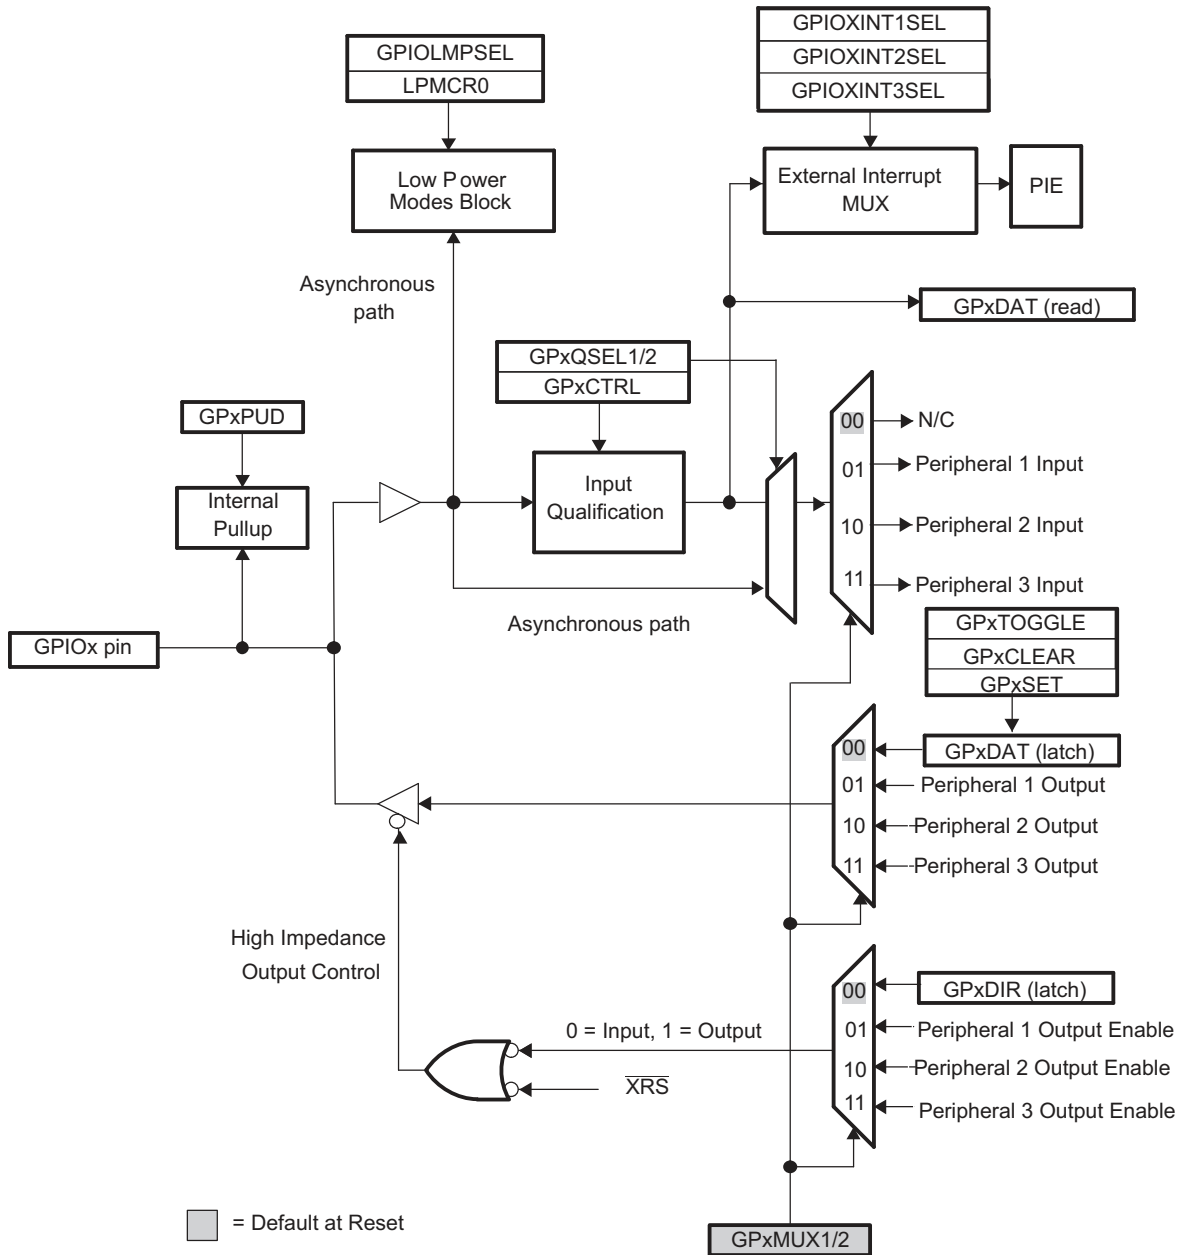 GPIOXINT1SEL
GPIOXINT2SEL
GPIOXINT3SEL
GPIOLMPSEL
LPMCR0
Low Power
Modes Block
External Interrupt
MUX
PIE
Asynchronous
path
GPxDAT (read)
GPxQSEL1/2
GPxCTRL
GPxPUD
Internal
Pullup
Input
Qualification
00
N/C
01
Peripheral 1 Input
10
Peripheral 2 Input
11
Peripheral 3 Input
Asynchronous path
GPIOx pin
GPxTOGGLE
GPxCLEAR
GPxSET
00
GPxDAT (latch)
01
Peripheral 1 Output
10
Peripheral 2 Output
11
Peripheral 3 Output
High Impedance
Output Control
00
GPxDIR (latch)
0 = Input, 1 = Output
01
Peripheral 1 Output Enable
10
Peripheral 2 Output Enable
XRS
11
Peripheral 3 Output Enable
= Default at Reset
GPxMUX1/2